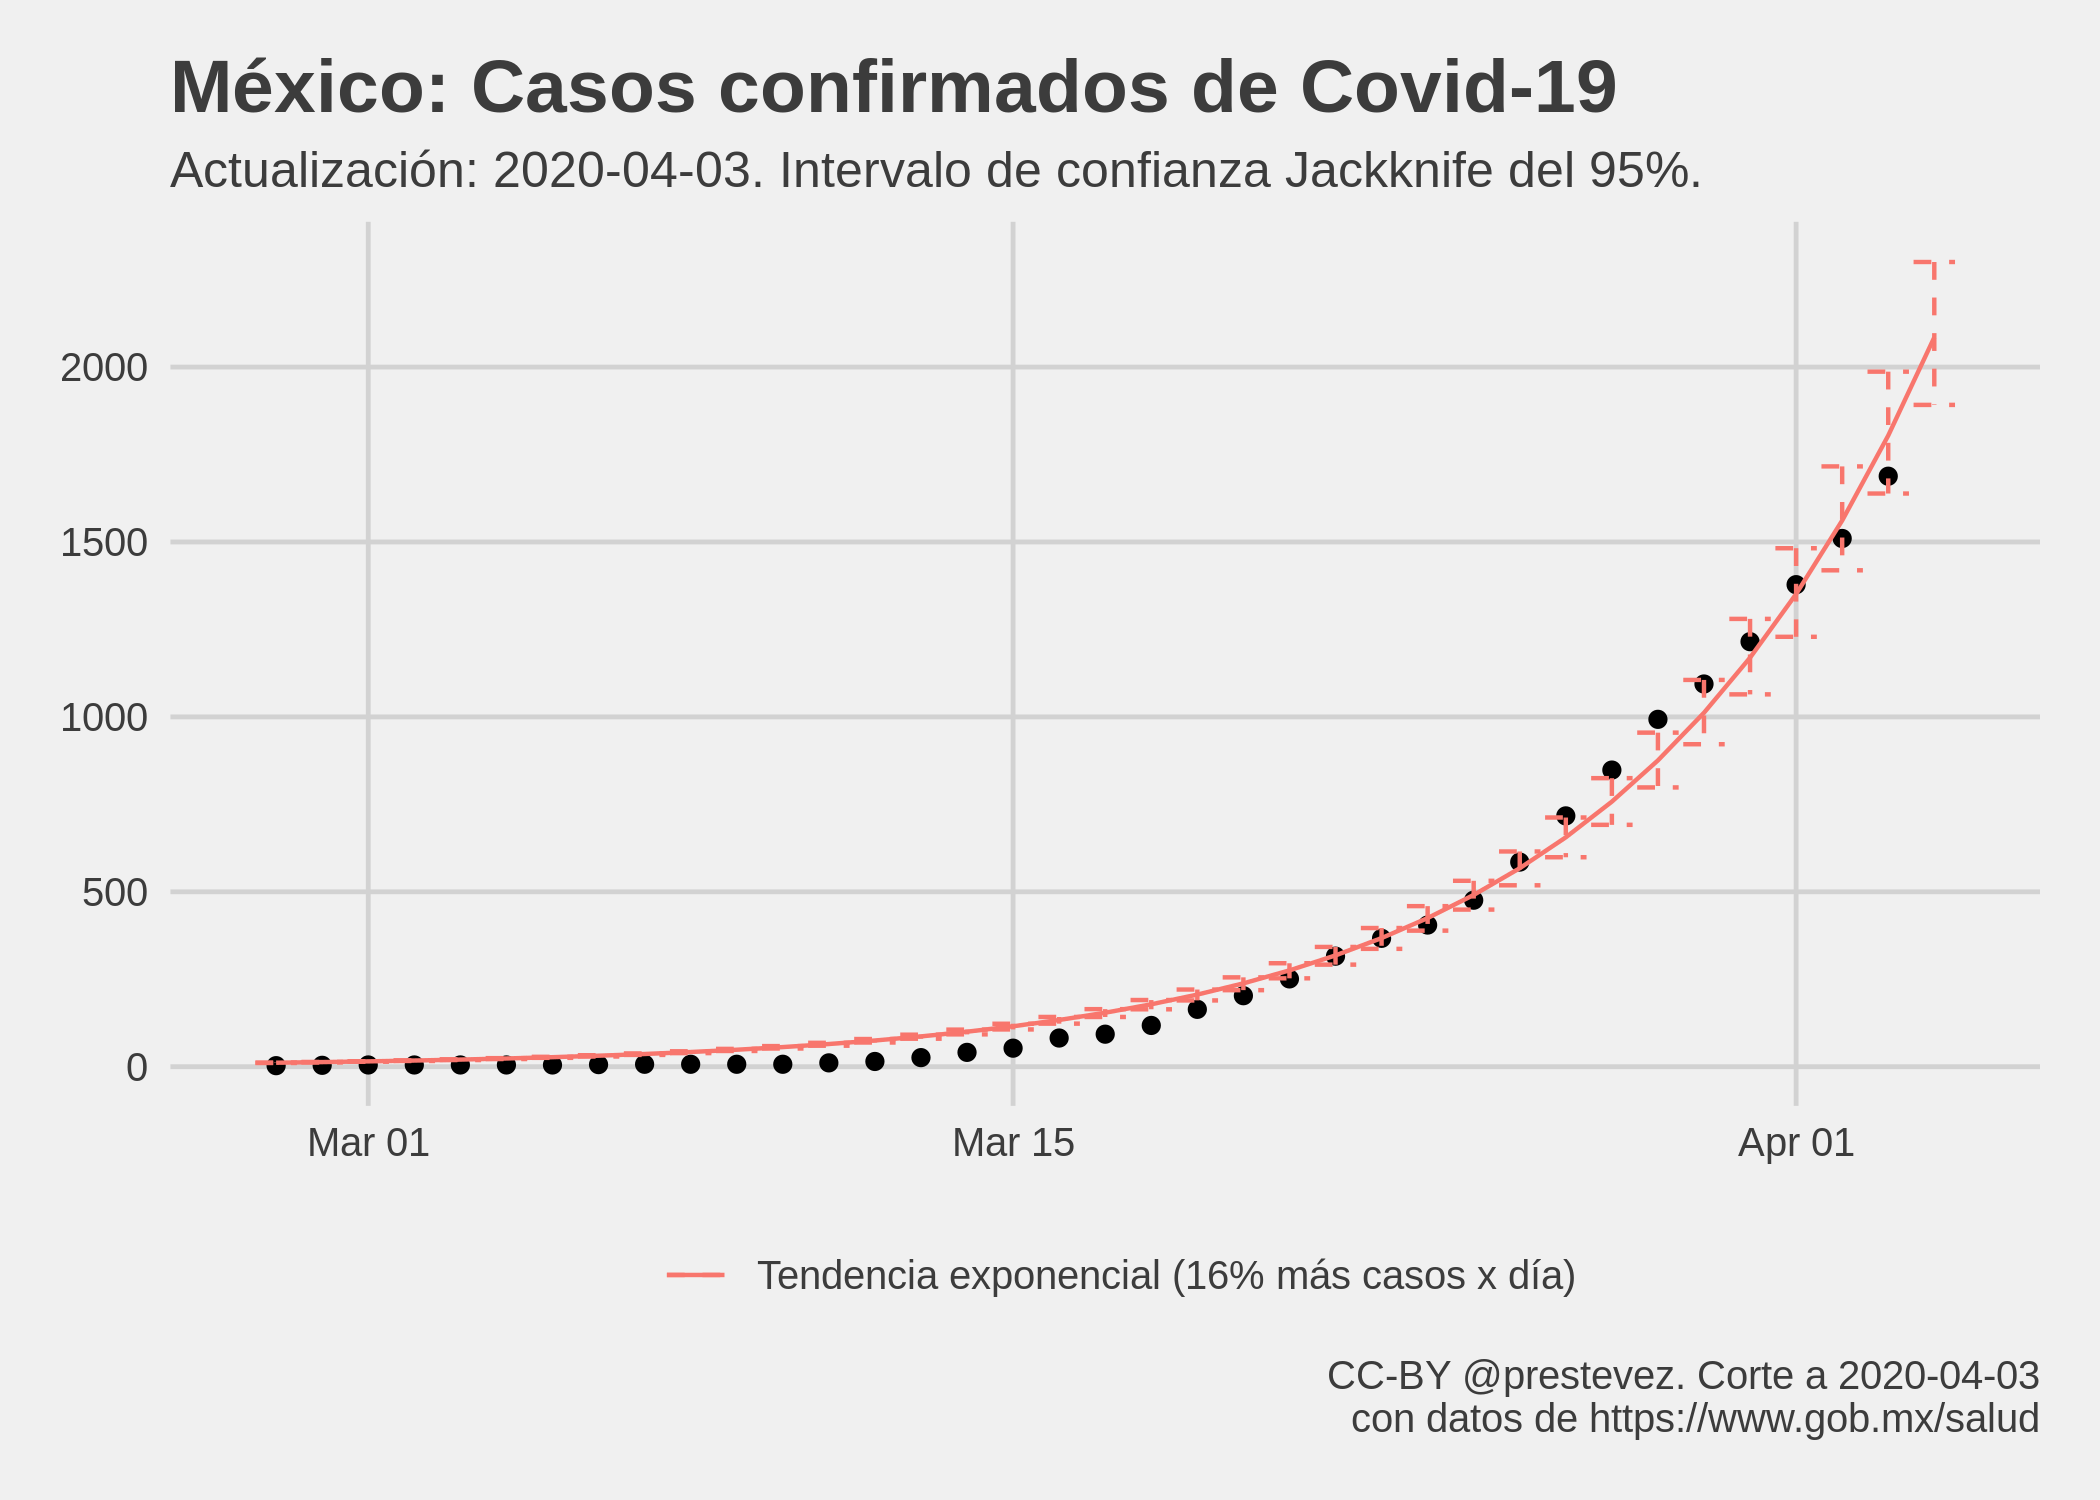 México: Casos confirmados de Covid-19
Actualización: 2020-04-03. Intervalo de confianza Jackknife del 95%.
2000
1500
1000
500
0
Mar 01
Mar 15
Apr 01
Tendencia exponencial (16% más casos x día)
CC-BY @prestevez. Corte a 2020-04-03
con datos de https://www.gob.mx/salud